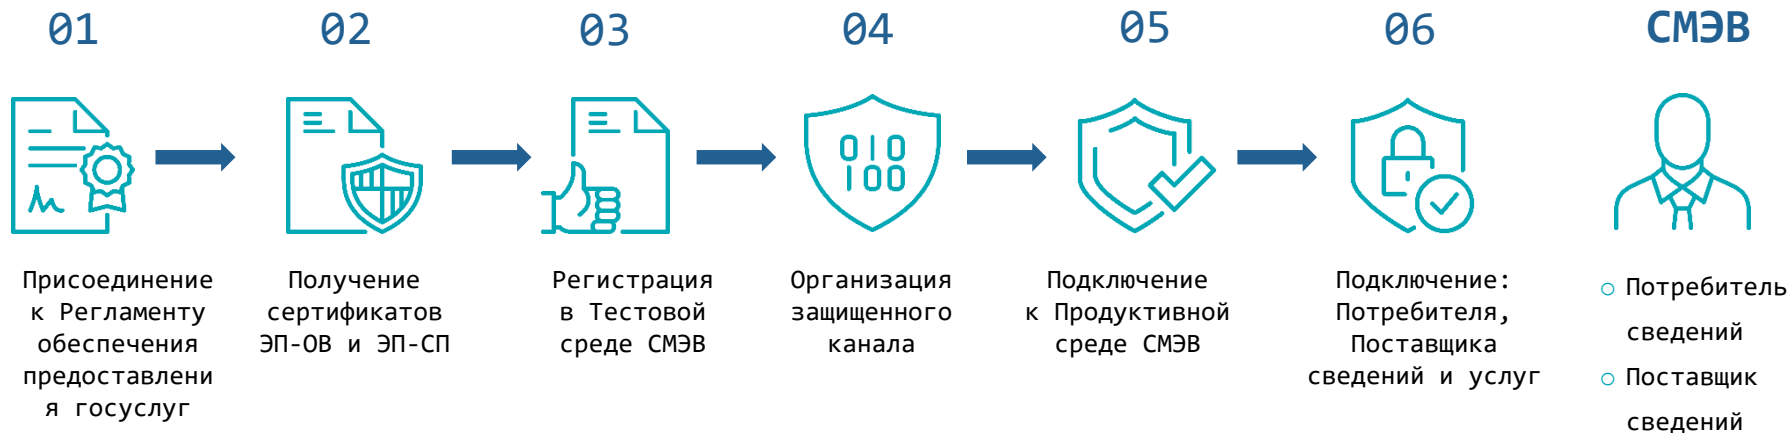 01
Присоединение
к Регламенту
обеспечения
предоставлени
я госуслуг
02
Получение
сертификатов
ЭП-ОВ и ЭП-СП
03
Регистрация
в Тестовой
среде СМЭВ
04
010
100
Организация
защищенного
канала
05
Подключение
к Продуктивной
среде СМЭВ
06
Подключение:
Потребителя,
Поставщика
сведений и услуг
СМЭВ
Потребитель
сведений
Поставщик
сведений